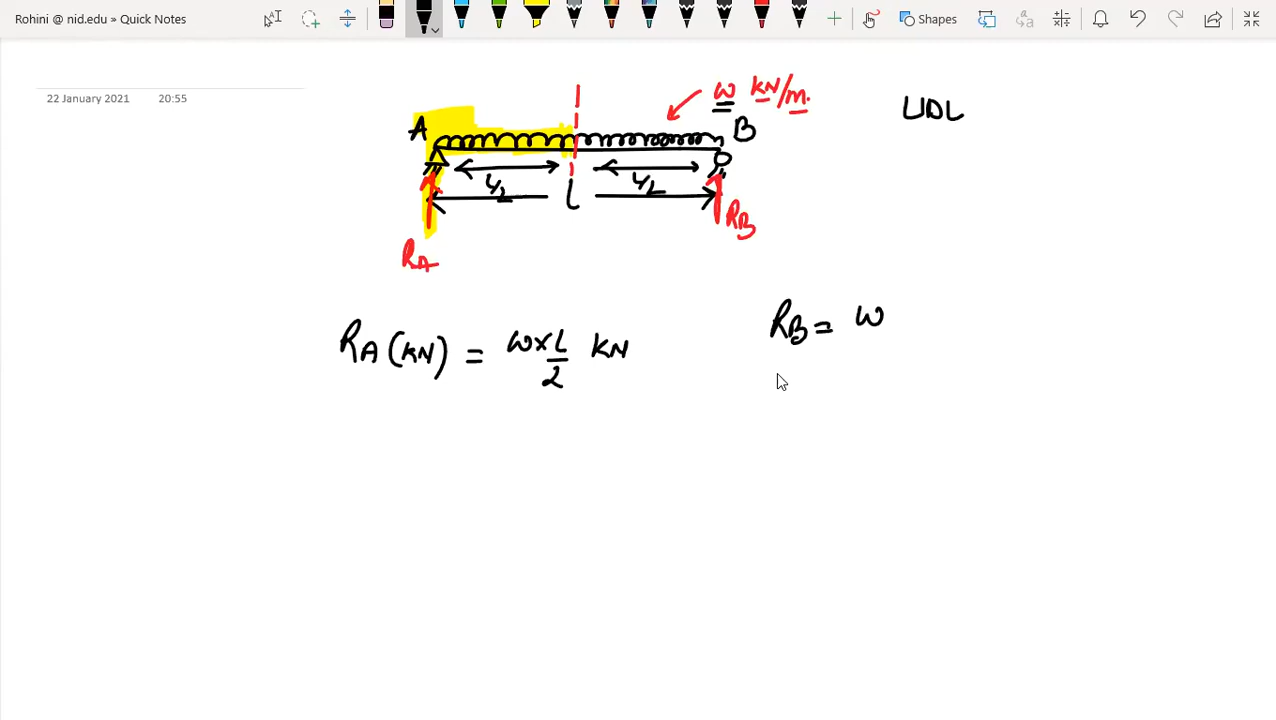 Rohini @ nid.edu » Quick Notes
Shapes
22 January 2021 20:55
w kN/m.
UDL
A
B
L/2
L/2
L
RA
RB
RA (kN) = w×L/2 kN
RB = w